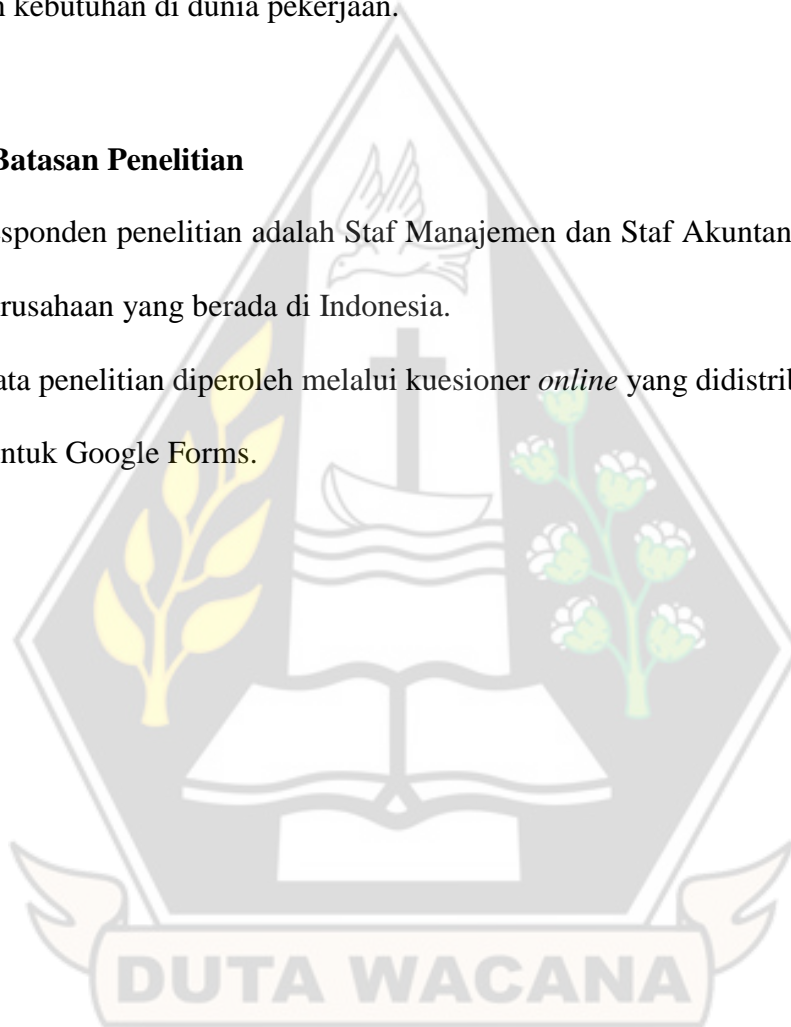 n kebutuhan di dunia pekerjaan.
Batasan Penelitian
sponden penelitian adalah Staf Manajemen dan Staf Akuntan
rusahaan yang berada di Indonesia.
ata penelitian diperoleh melalui kuesioner online yang didistrib
ntuk Google Forms.
DUTA WACANA